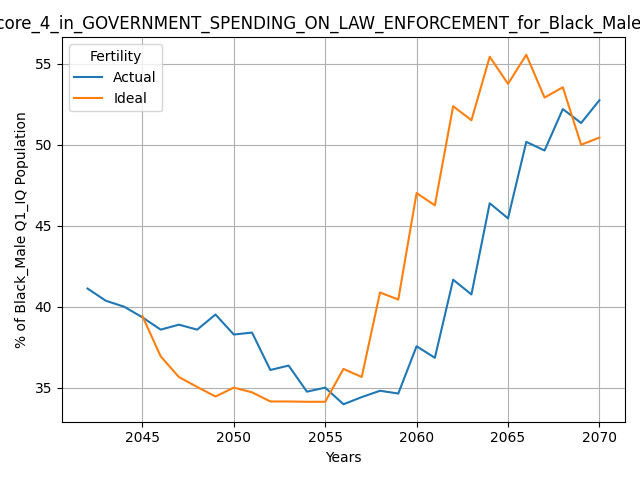 core_4_in_GOVERNMENT_SPENDING_ON_LAW_ENFORCEMENT_for_Black_Male
Fertility
Actual
Ideal
% of Black_Male Q1_IQ Population
55
50
45
40
35
2045 2050 2055 2060 2065 2070
Years